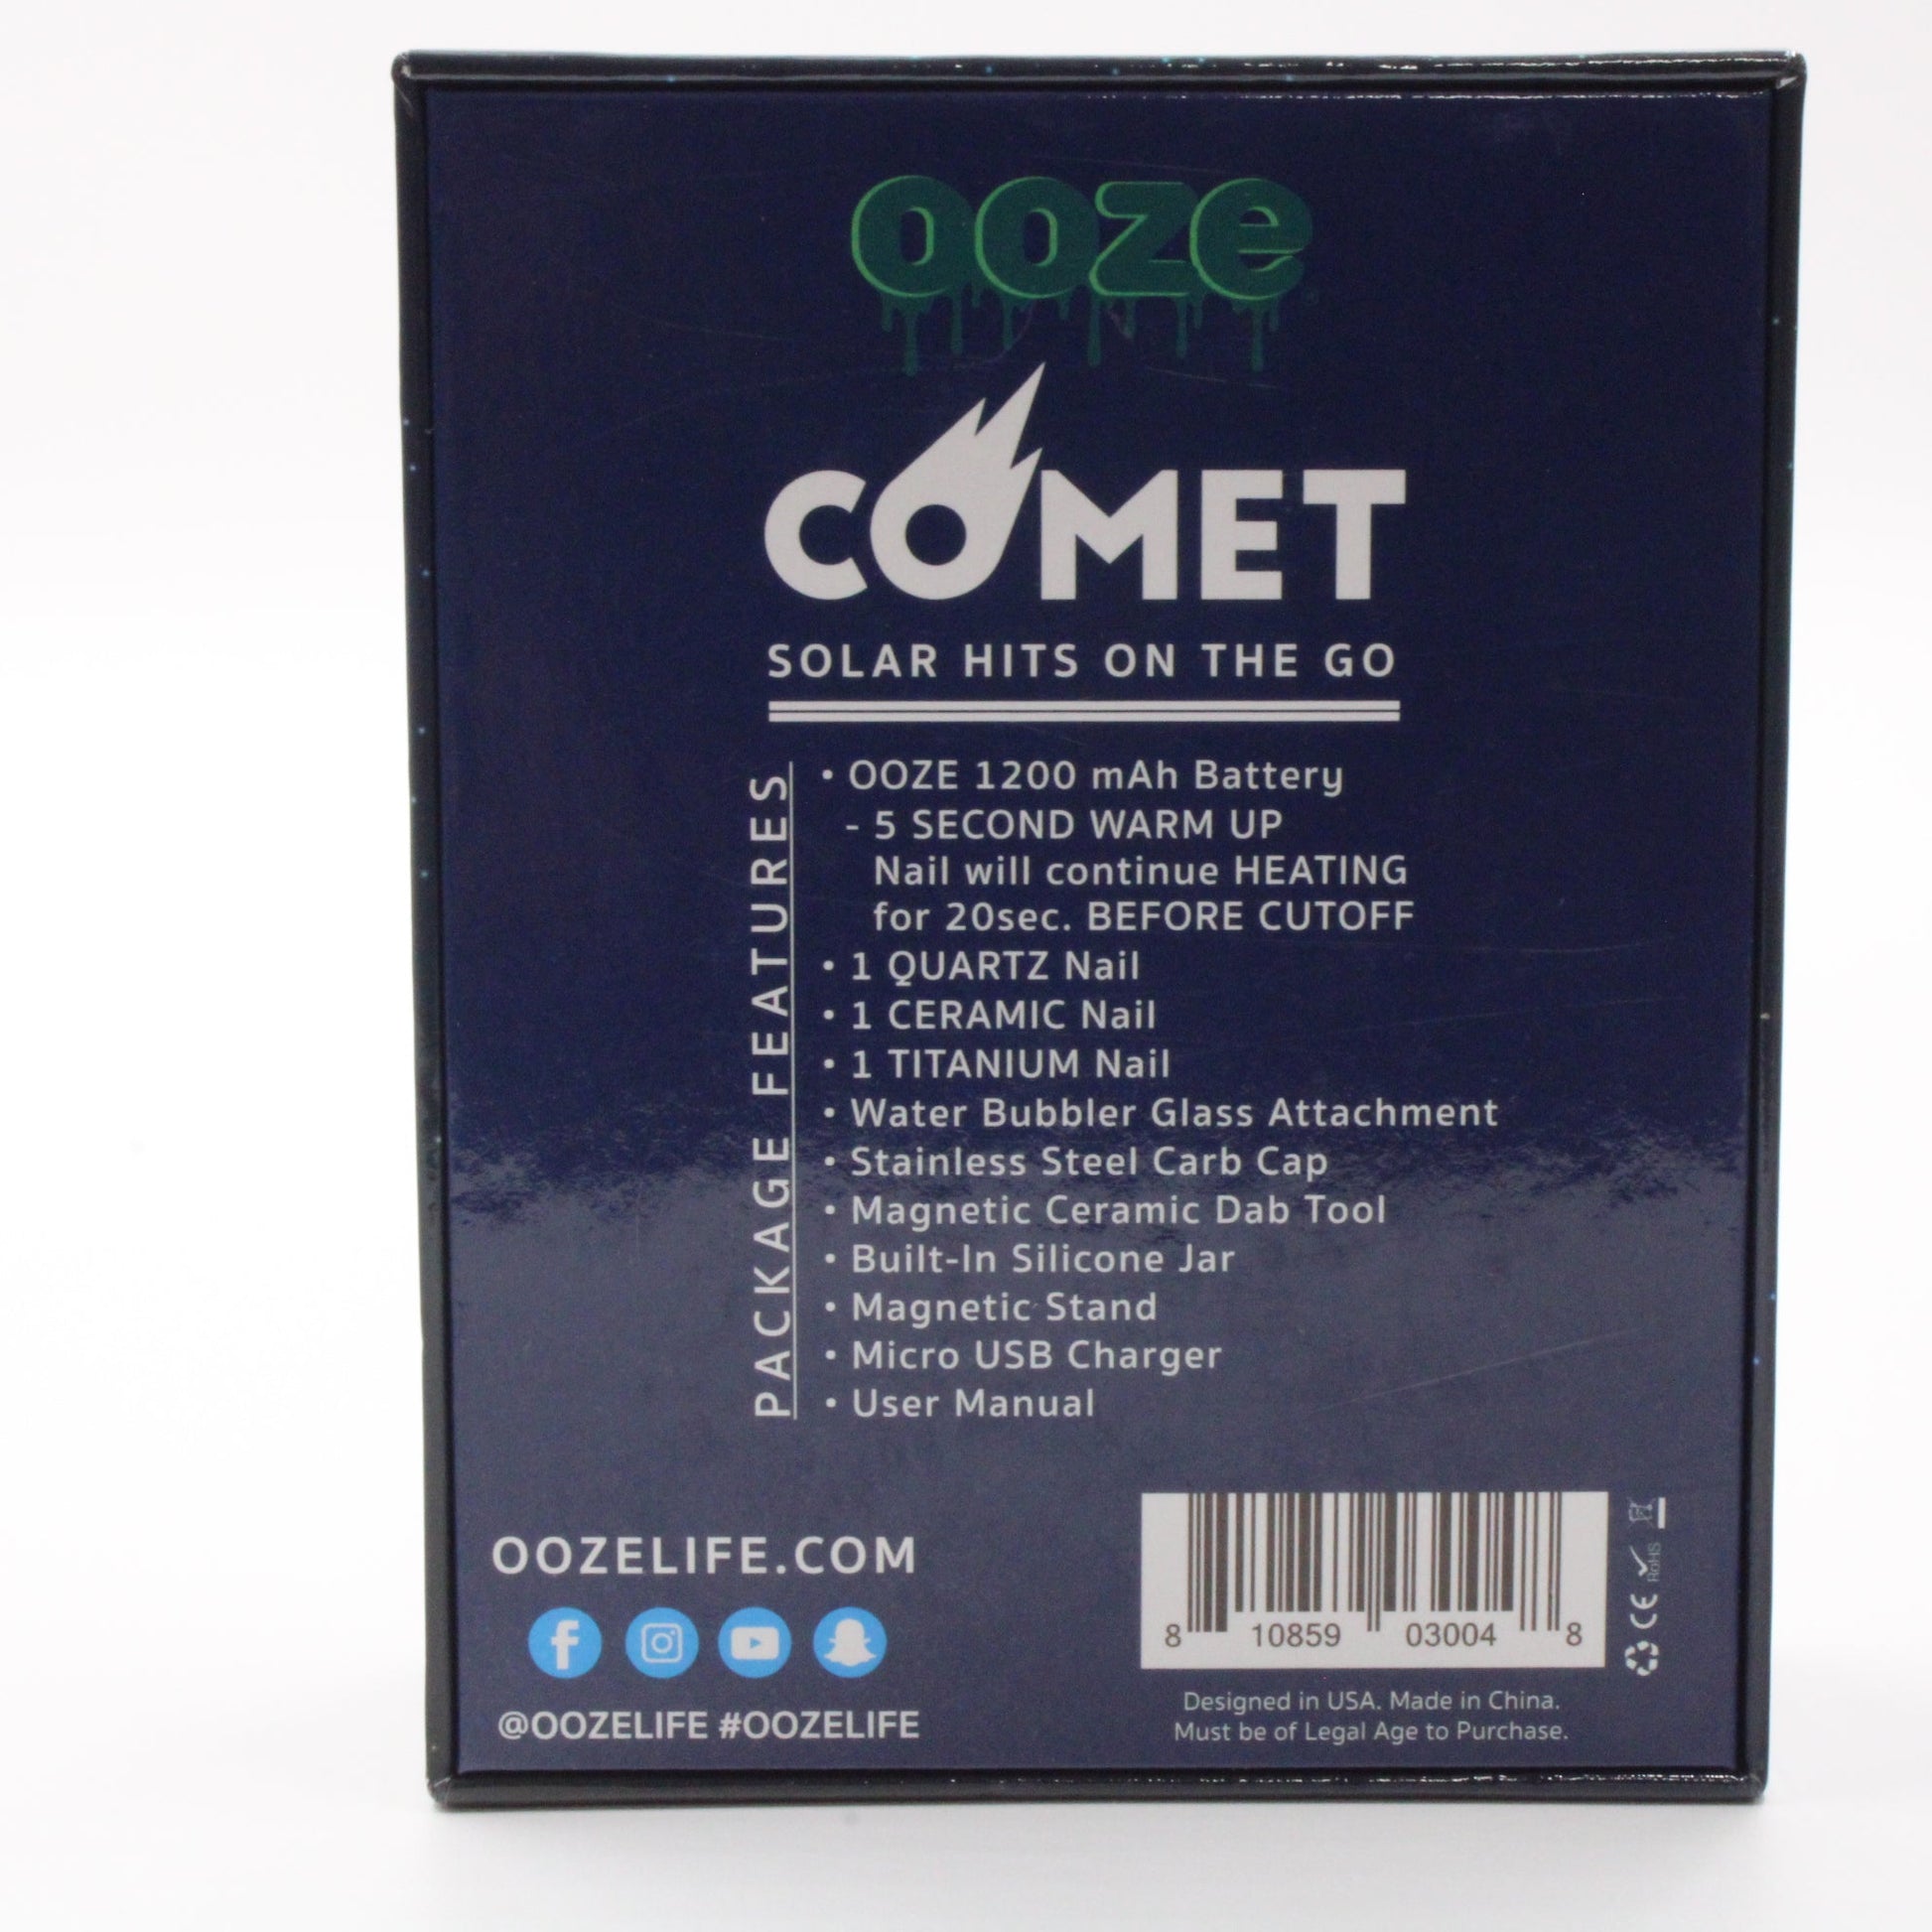 ooze
COMET
SOLAR HITS ON THE GO
PACKAGE FEATURES
• OOZE 1200 mAh Battery
- 5 SECOND WARM UP
Nail will continue HEATING
for 20sec. BEFORE CUTOFF
• 1 QUARTZ Nail
• 1 CERAMIC Nail
• 1 TITANIUM Nail
• Water Bubbler Glass Attachment
• Stainless Steel Carb Cap
• Magnetic Ceramic Dab Tool
• Built-In Silicone Jar
• Magnetic Stand
• Micro USB Charger
• User Manual
OOZELIFE.COM
@OOZELIFE #OOZELIFE
8 10859 03004 8
RoHS
CE
Designed in USA. Made in China.
Must be of Legal Age to Purchase.